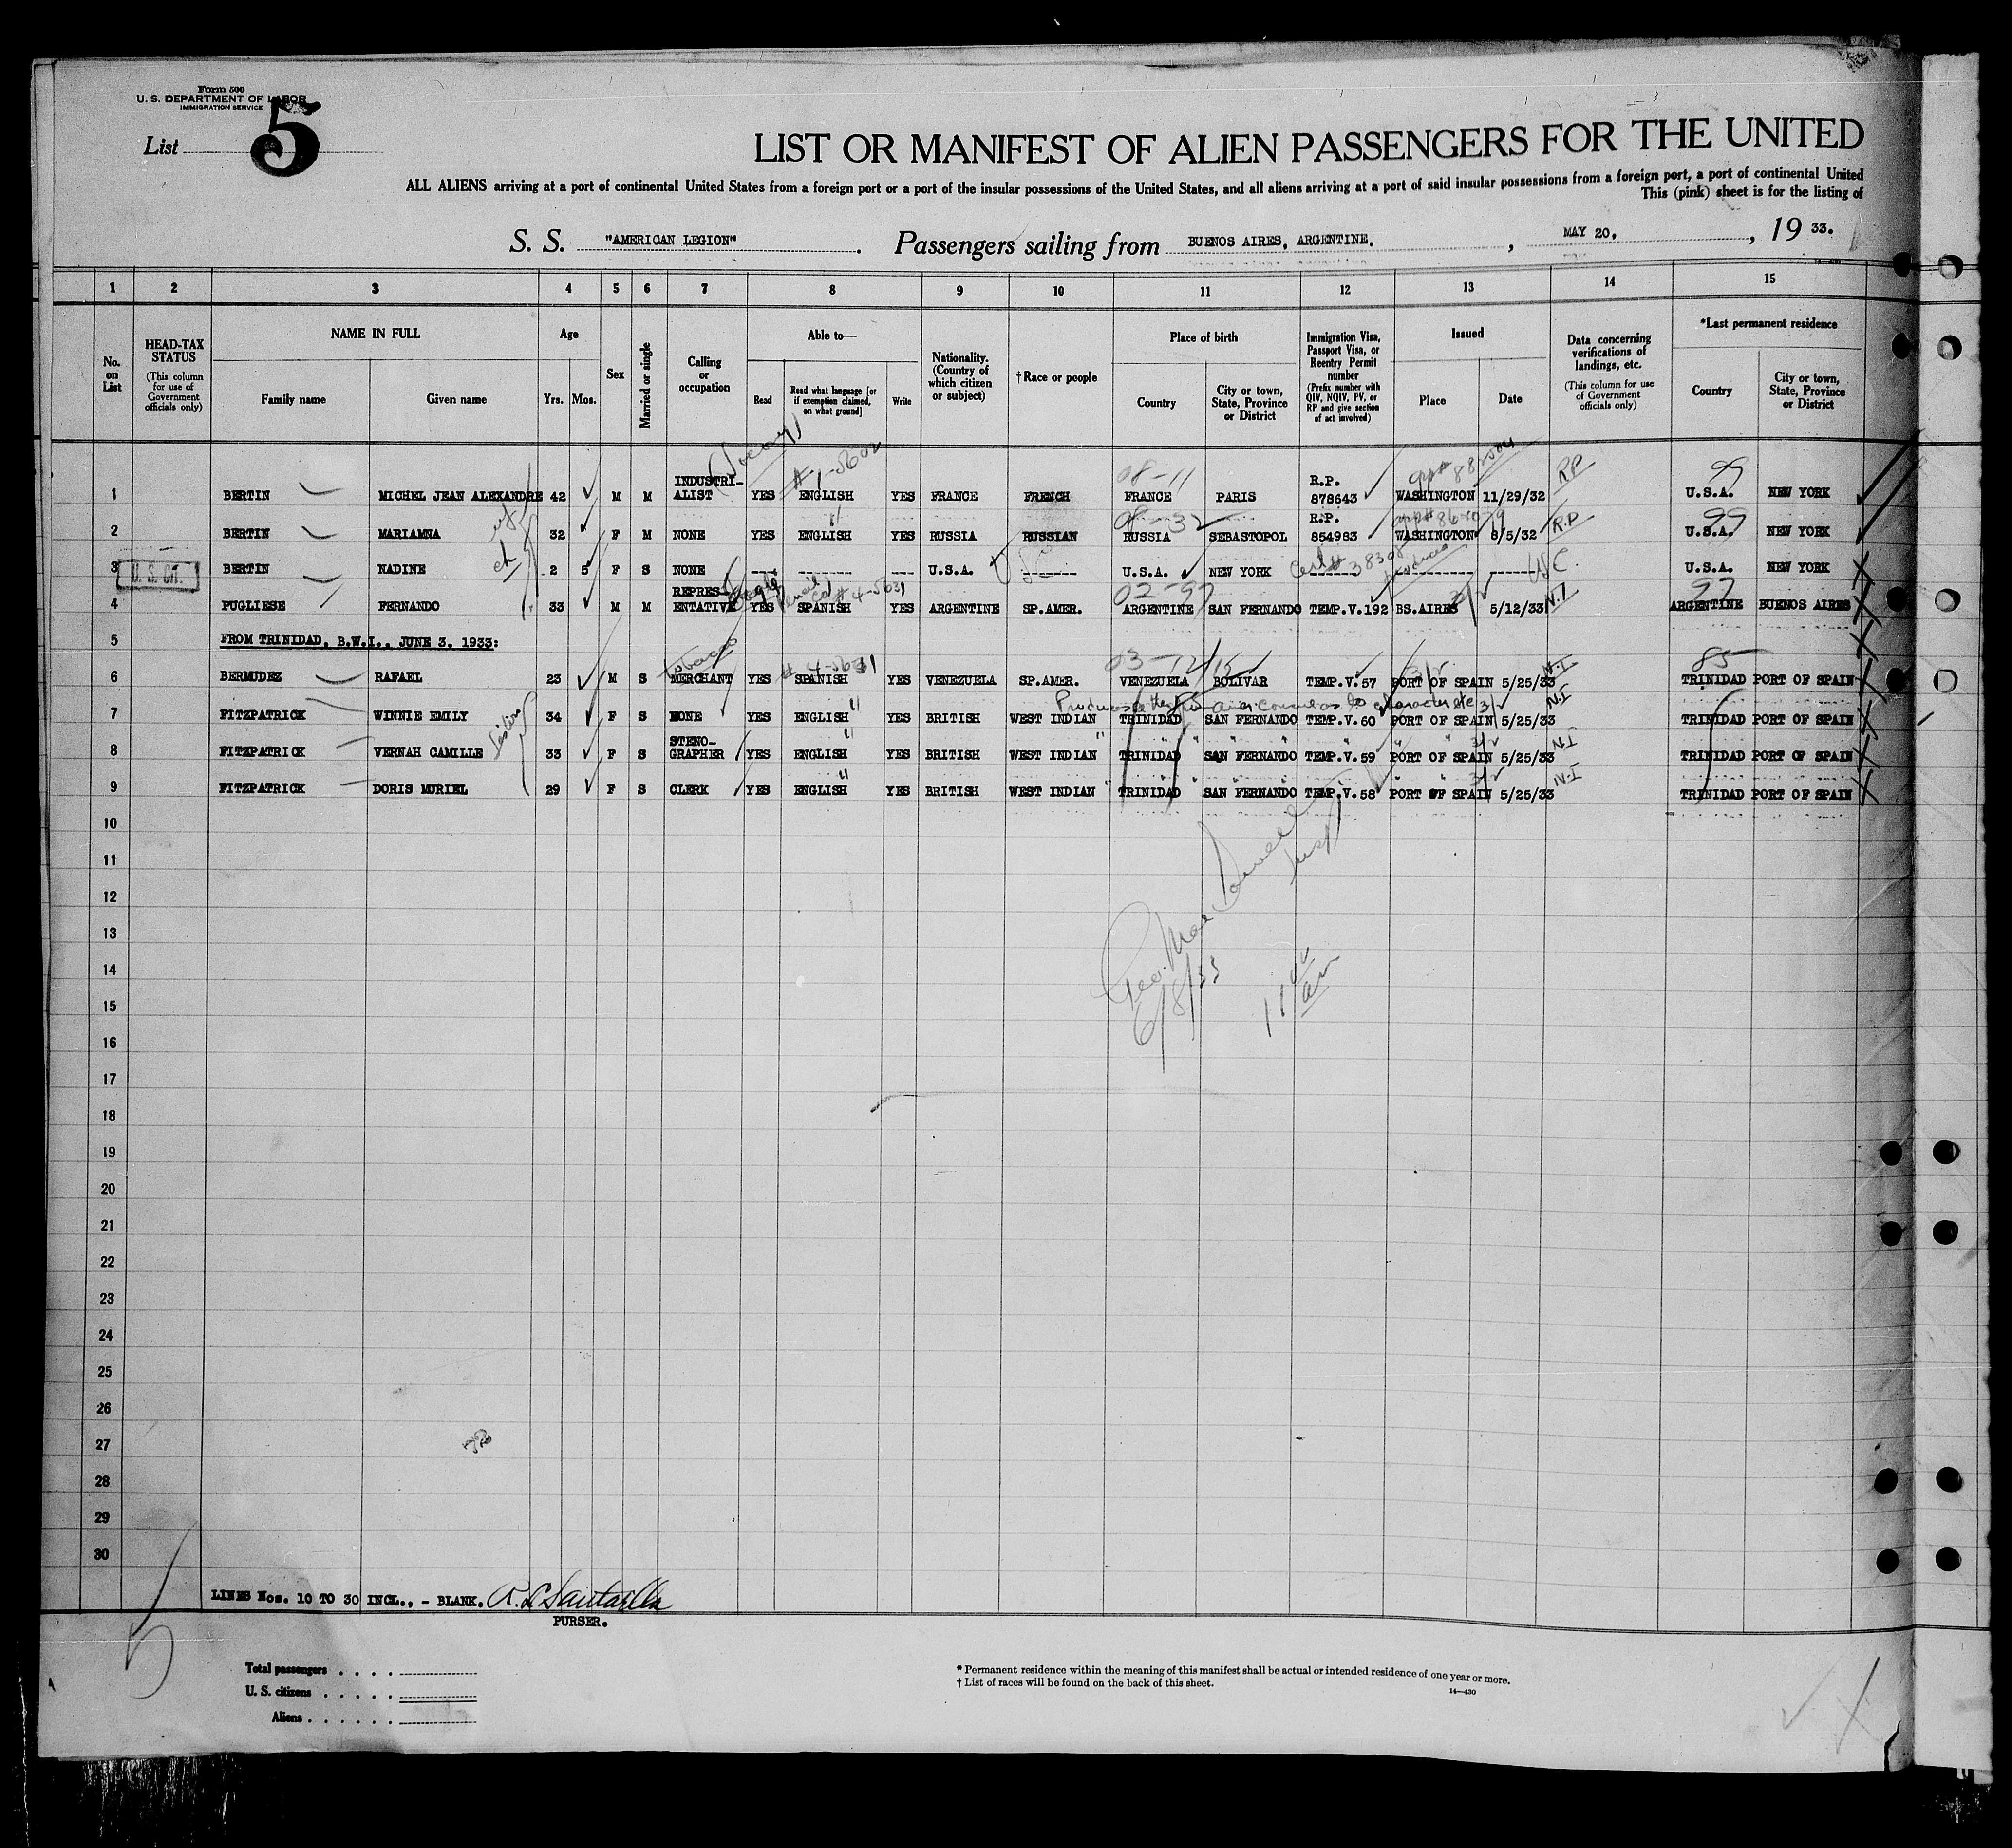 Form 500
U. S. DEPARTMENT OF LABOR
IMMIGRATION SERVICE
List 5
LIST OR MANIFEST OF ALIEN PASSENGERS FOR THE UNITED
ALL ALIENS arriving at a port of continental United States from a foreign port or a port of the insular possessions of the United States, and all aliens arriving at a port of said insular possessions from a foreign port, a port of continental United
This (pink) sheet is for the listing of
S. S. "AMERICAN LEGION". Passengers sailing from BUENOS AIRES, ARGENTINE. , MAY 20, , 19 33.
1 2 3 4 5 6 7 8 9 10 11 12 13 14 15
No. on List
HEAD-TAX STATUS (This column for use of Government officials only)
NAME IN FULL
Family name Given name
Age
Yrs. Mos.
Sex
Married or single
Calling or occupation
Able to—
Read Read what language [or if exemption claimed, on what ground] Write
Nationality. (Country of which citizen or subject)
† Race or people
Place of birth
Country City or town, State, Province or District
Immigration Visa, Passport Visa, or Reentry Permit number (Prefix number with QIV, NQIV, PV, or RP and give section of act involved)
Issued
Place Date
Data concerning verifications of landings, etc. (This column for use of Government officials only)
*Last permanent residence
Country City or town, State, Province or District
08-11 RP 99
1 BERTIN MICHEL JEAN ALEXANDRE 42 M M INDUSTRI-ALIST YES ENGLISH YES FRANCE FRENCH FRANCE PARIS R.P. 878643 WASHINGTON 11/29/32 U.S.A. NEW YORK
wf R.P 99
2 BERTIN MARIAMNA 32 F M NONE YES ENGLISH YES RUSSIA RUSSIAN RUSSIA SEBASTOPOL R.P. 854983 WASHINGTON 8/5/32 U.S.A. NEW YORK
U. S. CIT. ch
3 BERTIN NADINE 2 5 F S NONE ---- ------- --- U.S.A. ------ U.S.A. NEW YORK ------ ------ ------ U.S.A. NEW YORK
02-97 N.I 97
4 PUGLIESE FERNANDO 33 M M REPRES-ENTATIVE YES SPANISH YES ARGENTINE SP.AMER. ARGENTINE SAN FERNANDO TEMP.V.192 BS.AIRES 5/12/33 ARGENTINE BUENOS AIRES
5 FROM TRINIDAD, B.W.I., JUNE 3, 1933:
tobacco 85 N.I
6 BERMUDEZ RAFAEL 23 M S MERCHANT YES SPANISH YES VENEZUELA SP.AMER. VENEZUELA BOLIVAR TEMP.V.57 PORT OF SPAIN 5/25/33 TRINIDAD PORT OF SPAIN
N.I
7 FITZPATRICK WINNIE EMILY 34 F S NONE YES ENGLISH YES BRITISH WEST INDIAN TRINIDAD SAN FERNANDO TEMP.V.60 PORT OF SPAIN 5/25/33 TRINIDAD PORT OF SPAIN
N.I
8 FITZPATRICK VERNAH CAMILLE 33 F S STENO-GRAPHER YES ENGLISH YES BRITISH WEST INDIAN TRINIDAD SAN FERNANDO TEMP.V.59 PORT OF SPAIN 5/25/33 TRINIDAD PORT OF SPAIN
N.I
9 FITZPATRICK DORIS MURIEL 29 F S CLERK YES ENGLISH YES BRITISH WEST INDIAN TRINIDAD SAN FERNANDO TEMP.V.58 PORT OF SPAIN 5/25/33 TRINIDAD PORT OF SPAIN
10
11
12
13
14
15
6/8/33 11 am
16
17
18
19
20
21
22
23
24
25
26
27
28
29
30
LINES Nos. 10 TO 30 INCL., - BLANK.
PURSER.
5
Total passengers . . . .
U. S. citizens . . . . .
Aliens . . . . . .
* Permanent residence within the meaning of this manifest shall be actual or intended residence of one year or more.
† List of races will be found on the back of this sheet.
14—430